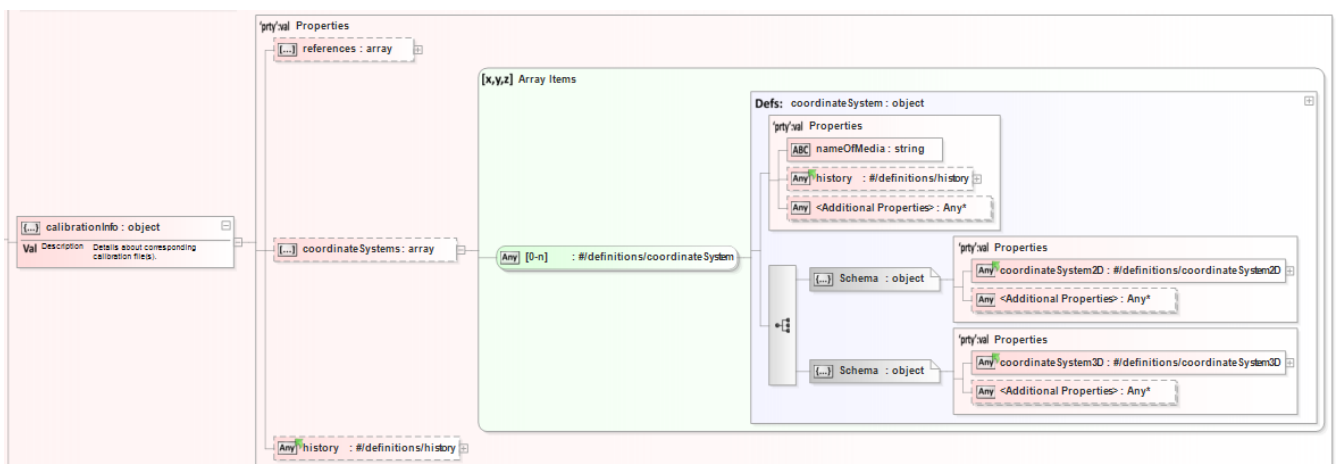 'prty':val Properties
[...] references : array
[x,y,z] Array Items
Defs: coordinateSystem : object
'prty':val Properties
ABC nameOfMedia : string
Any history : #/definitions/history
Any <Additional Properties> : Any*
{...} calibrationInfo : object
Val Description Details about corresponding
calibration file(s).
[...] coordinateSystems : array
Any [0-n] : #/definitions/coordinateSystem
'prty':val Properties
{...} Schema : object
Any coordinateSystem2D : #/definitions/coordinateSystem2D
Any <Additional Properties> : Any*
'prty':val Properties
{...} Schema : object
Any coordinateSystem3D : #/definitions/coordinateSystem3D
Any <Additional Properties> : Any*
Any history : #/definitions/history